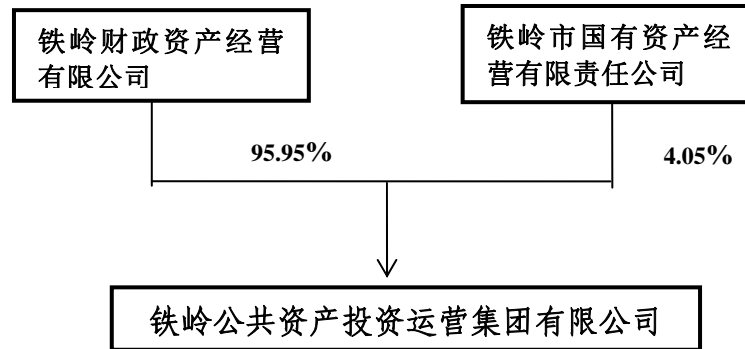 铁岭财政资产经营
有限公司
铁岭市国有资产经
营有限责任公司
95.95%
4.05%
铁岭公共资产投资运营集团有限公司